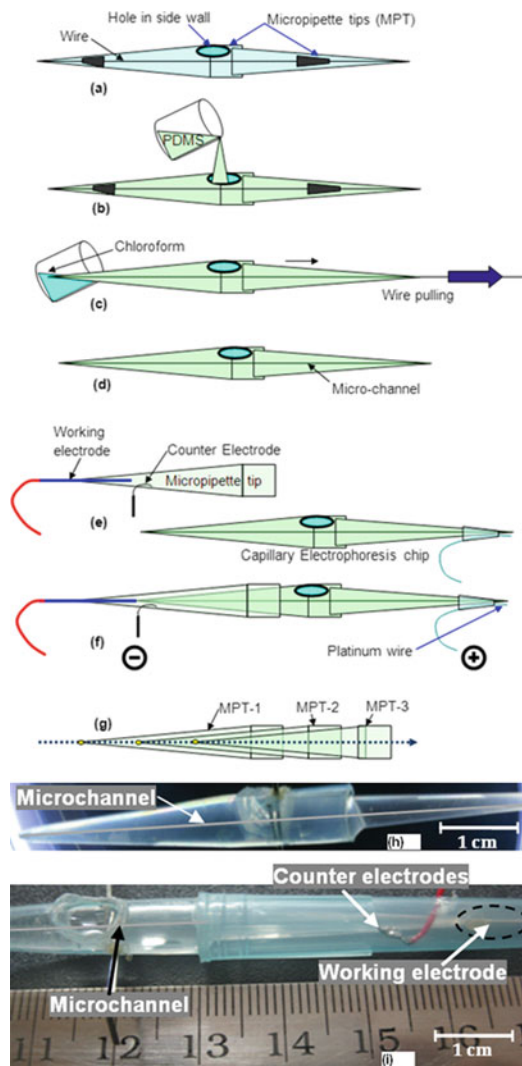 Hole in side wall
Micropipette tips (MPT)
Wire
(a)
PDMS
(b)
Chloroform
(c)
Wire pulling
(d)
Micro-channel
Working
electrode
Counter Electrode
Micropipette tip
(e)
Capillary Electrophoresis chip
(f)
Platinum wire
(g)
MPT-1
MPT-2
MPT-3
Microchannel
(h)
1 cm
Counter electrodes
Working electrode
Microchannel
11 12 13 14 15 16
1 cm
(i)